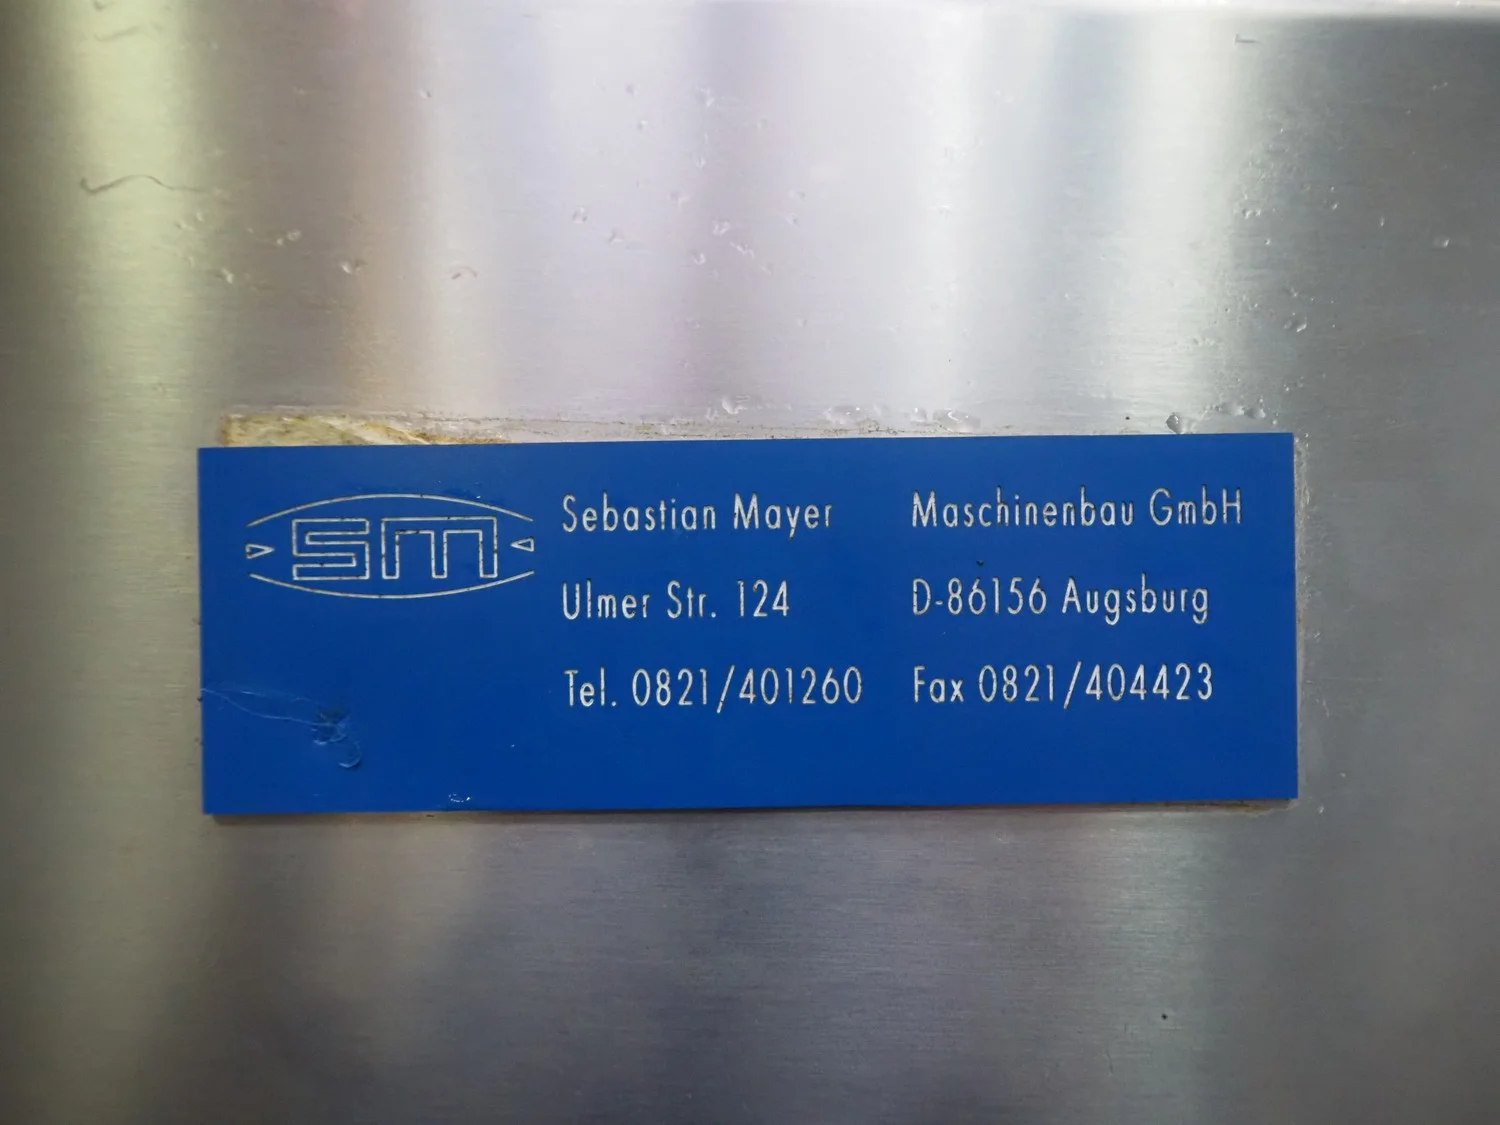 SM
Sebastian Mayer Maschinenbau GmbH
Ulmer Str. 124 D-86156 Augsburg
Tel. 0821/401260 Fax 0821/404423